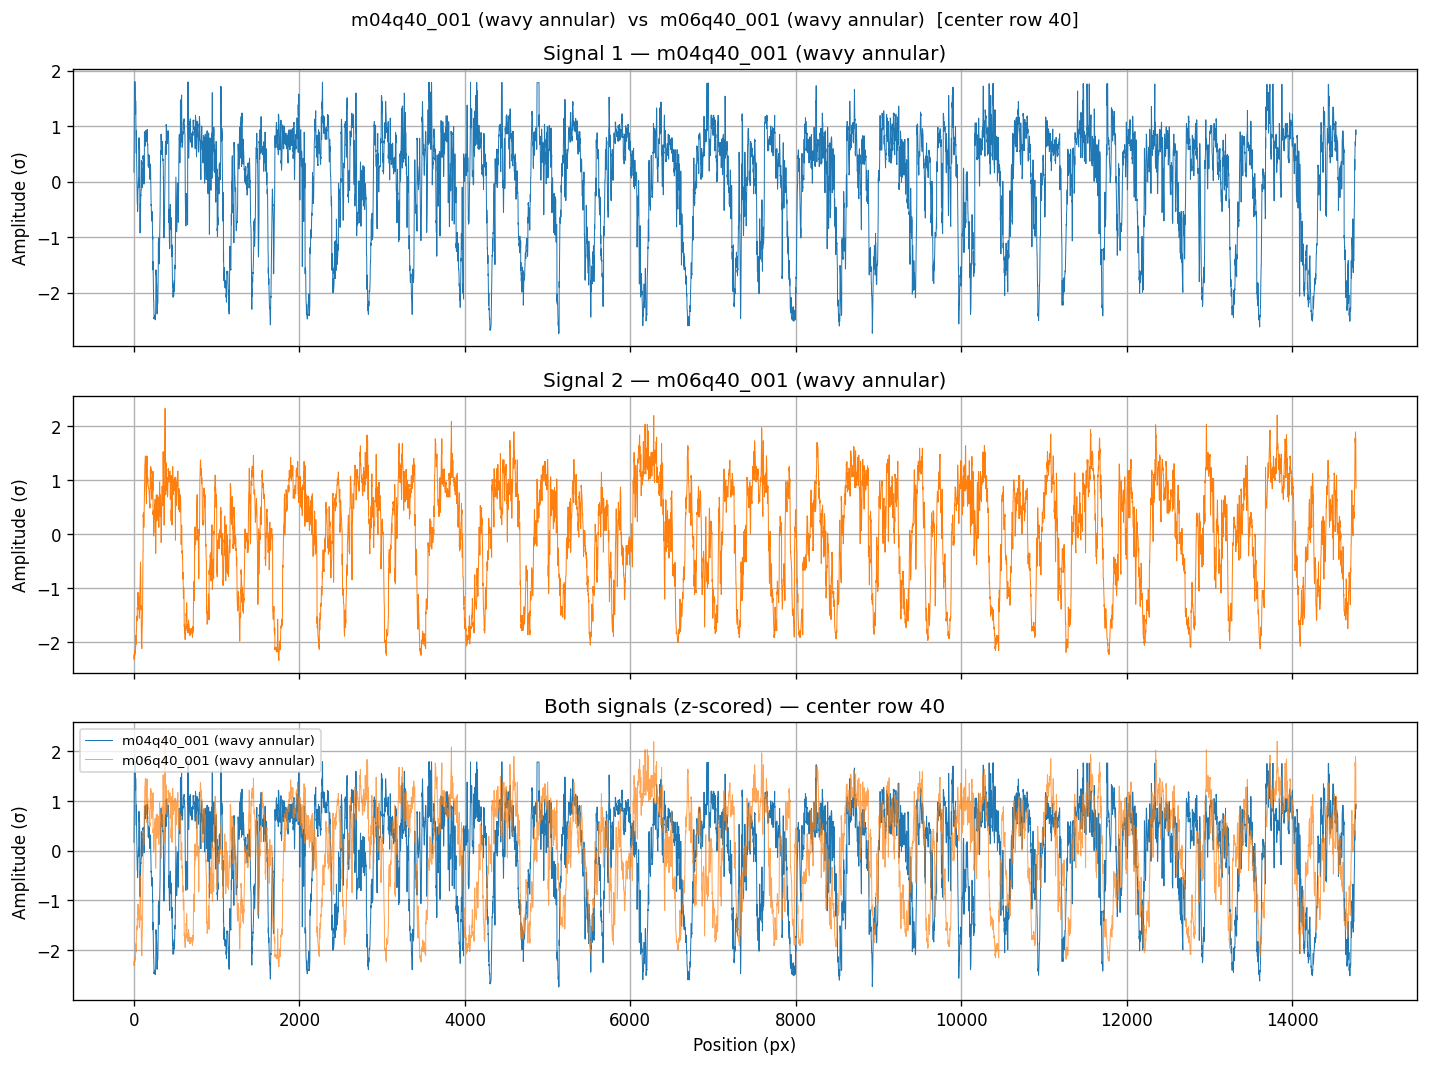 m04q40_001 (wavy annular)  vs  m06q40_001 (wavy annular)  [center row 40]
Signal 1 — m04q40_001 (wavy annular)
2
1
0
−1
−2
Amplitude (σ)
Signal 2 — m06q40_001 (wavy annular)
2
1
0
−1
−2
Amplitude (σ)
Both signals (z-scored) — center row 40
m04q40_001 (wavy annular)
m06q40_001 (wavy annular)
2
1
0
−1
−2
Amplitude (σ)
0 2000 4000 6000 8000 10000 12000 14000
Position (px)